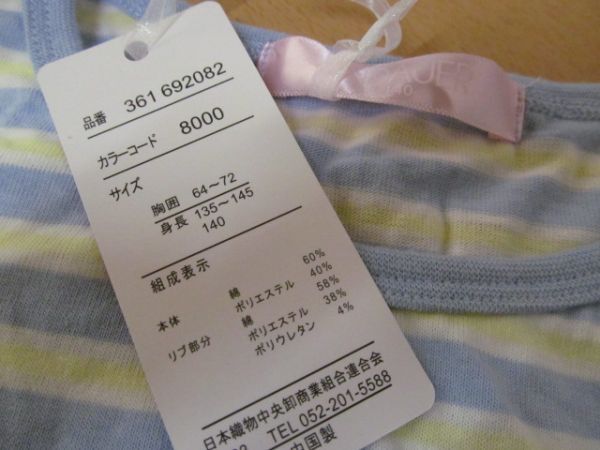 品番 361 692082
カラーコード 8000
サイズ
胸囲 64～72
身長 135～145
140
組成表示
本体 綿 60%
ポリエステル 40%
リブ部分 綿 58%
ポリエステル 38%
ポリウレタン 4%
日本織物中央卸商業組合連合会
TEL 052-201-5588
中国製